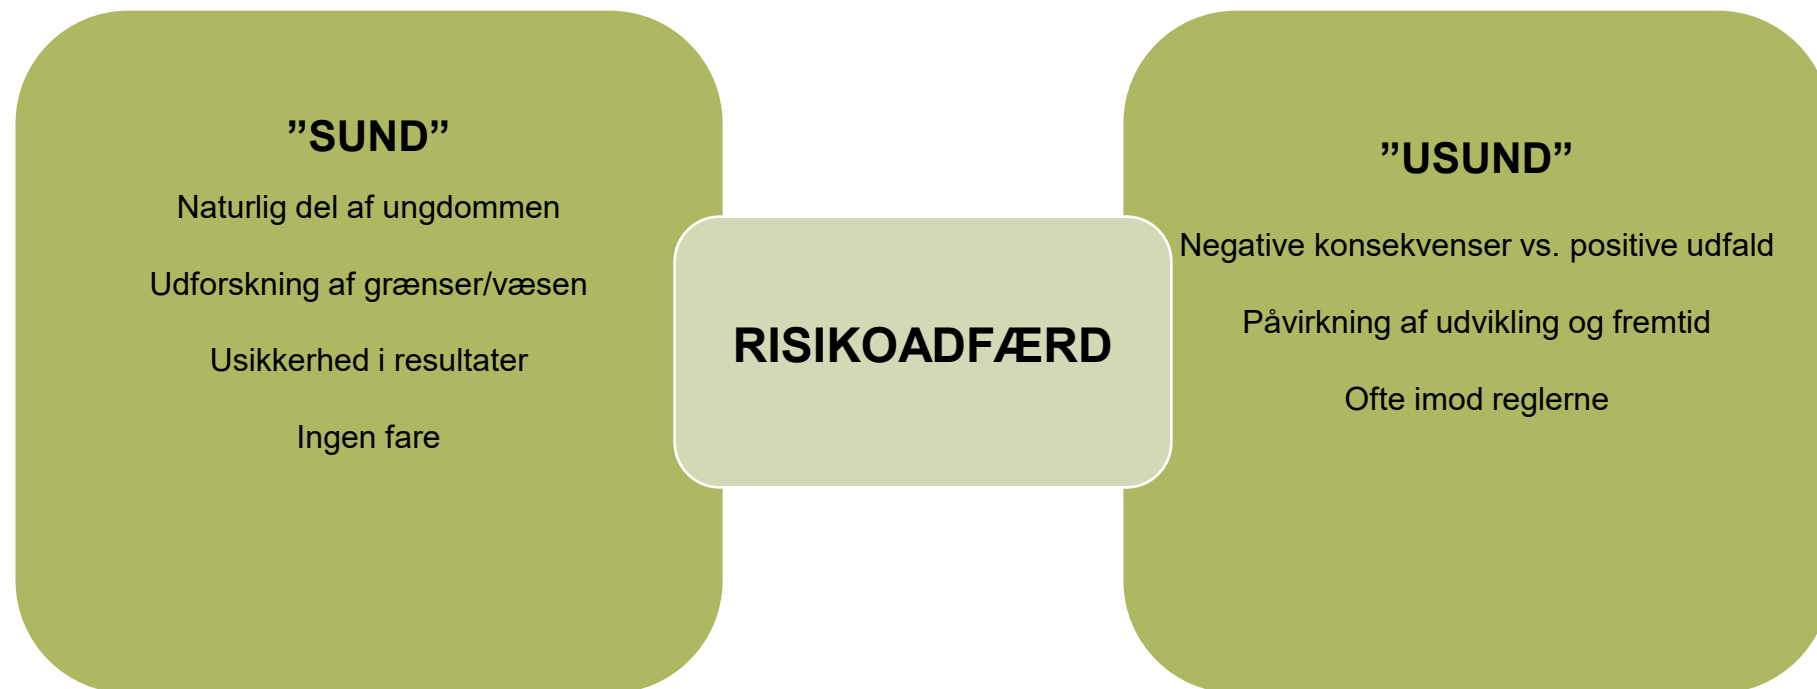 ”SUND”
Naturlig del af ungdommen
Udforskning af grænser/væsen
Usikkerhed i resultater
Ingen fare
RISIKOADFÆRD
”USUND”
Negative konsekvenser vs. positive udfald
Påvirkning af udvikling og fremtid
Ofte imod reglerne